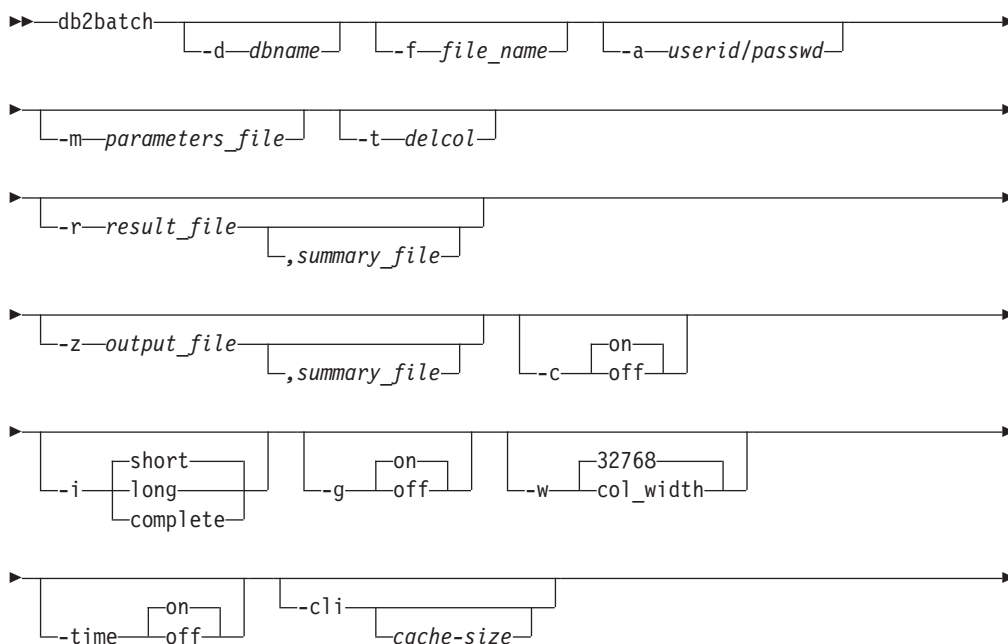 db2batch -d dbname -f file_name -a userid/passwd
-m parameters_file -t delcol
-r result_file ,summary_file
-z output_file ,summary_file -c on off
-i short long complete -g on off -w 32768 col_width
-time on off -cli cache-size